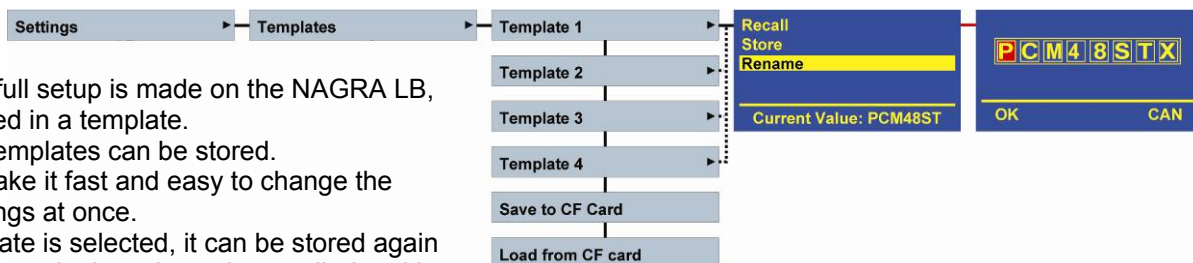 Settings
Templates
Template 1
Template 2
Template 3
Template 4
Save to CF Card
Load from CF card
Recall
Store
Rename
Current Value: PCM48ST
PCM48STX
OK CAN
full setup is made on the NAGRA LB,
ed in a template.
emplates can be stored.
ake it fast and easy to change the
ngs at once.
ate is selected, it can be stored again